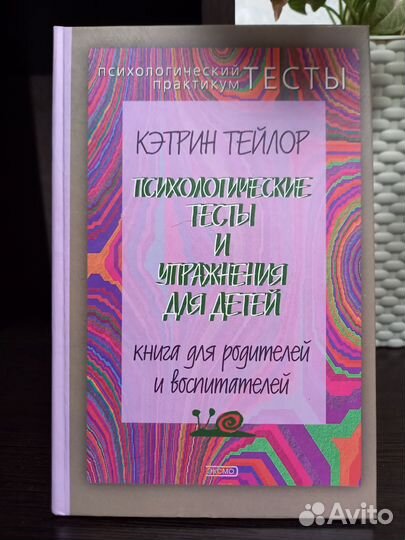 психологический
практикум
ТЕСТЫ
КЭТРИН ТЕЙЛОР
ПСИХОЛОГИЧЕСКИЕ
ТЕСТЫ
И
УПРАЖНЕНИЯ
ДЛЯ ДЕТЕЙ
книга для родителей
и воспитателей
ЭКСМО
Avito